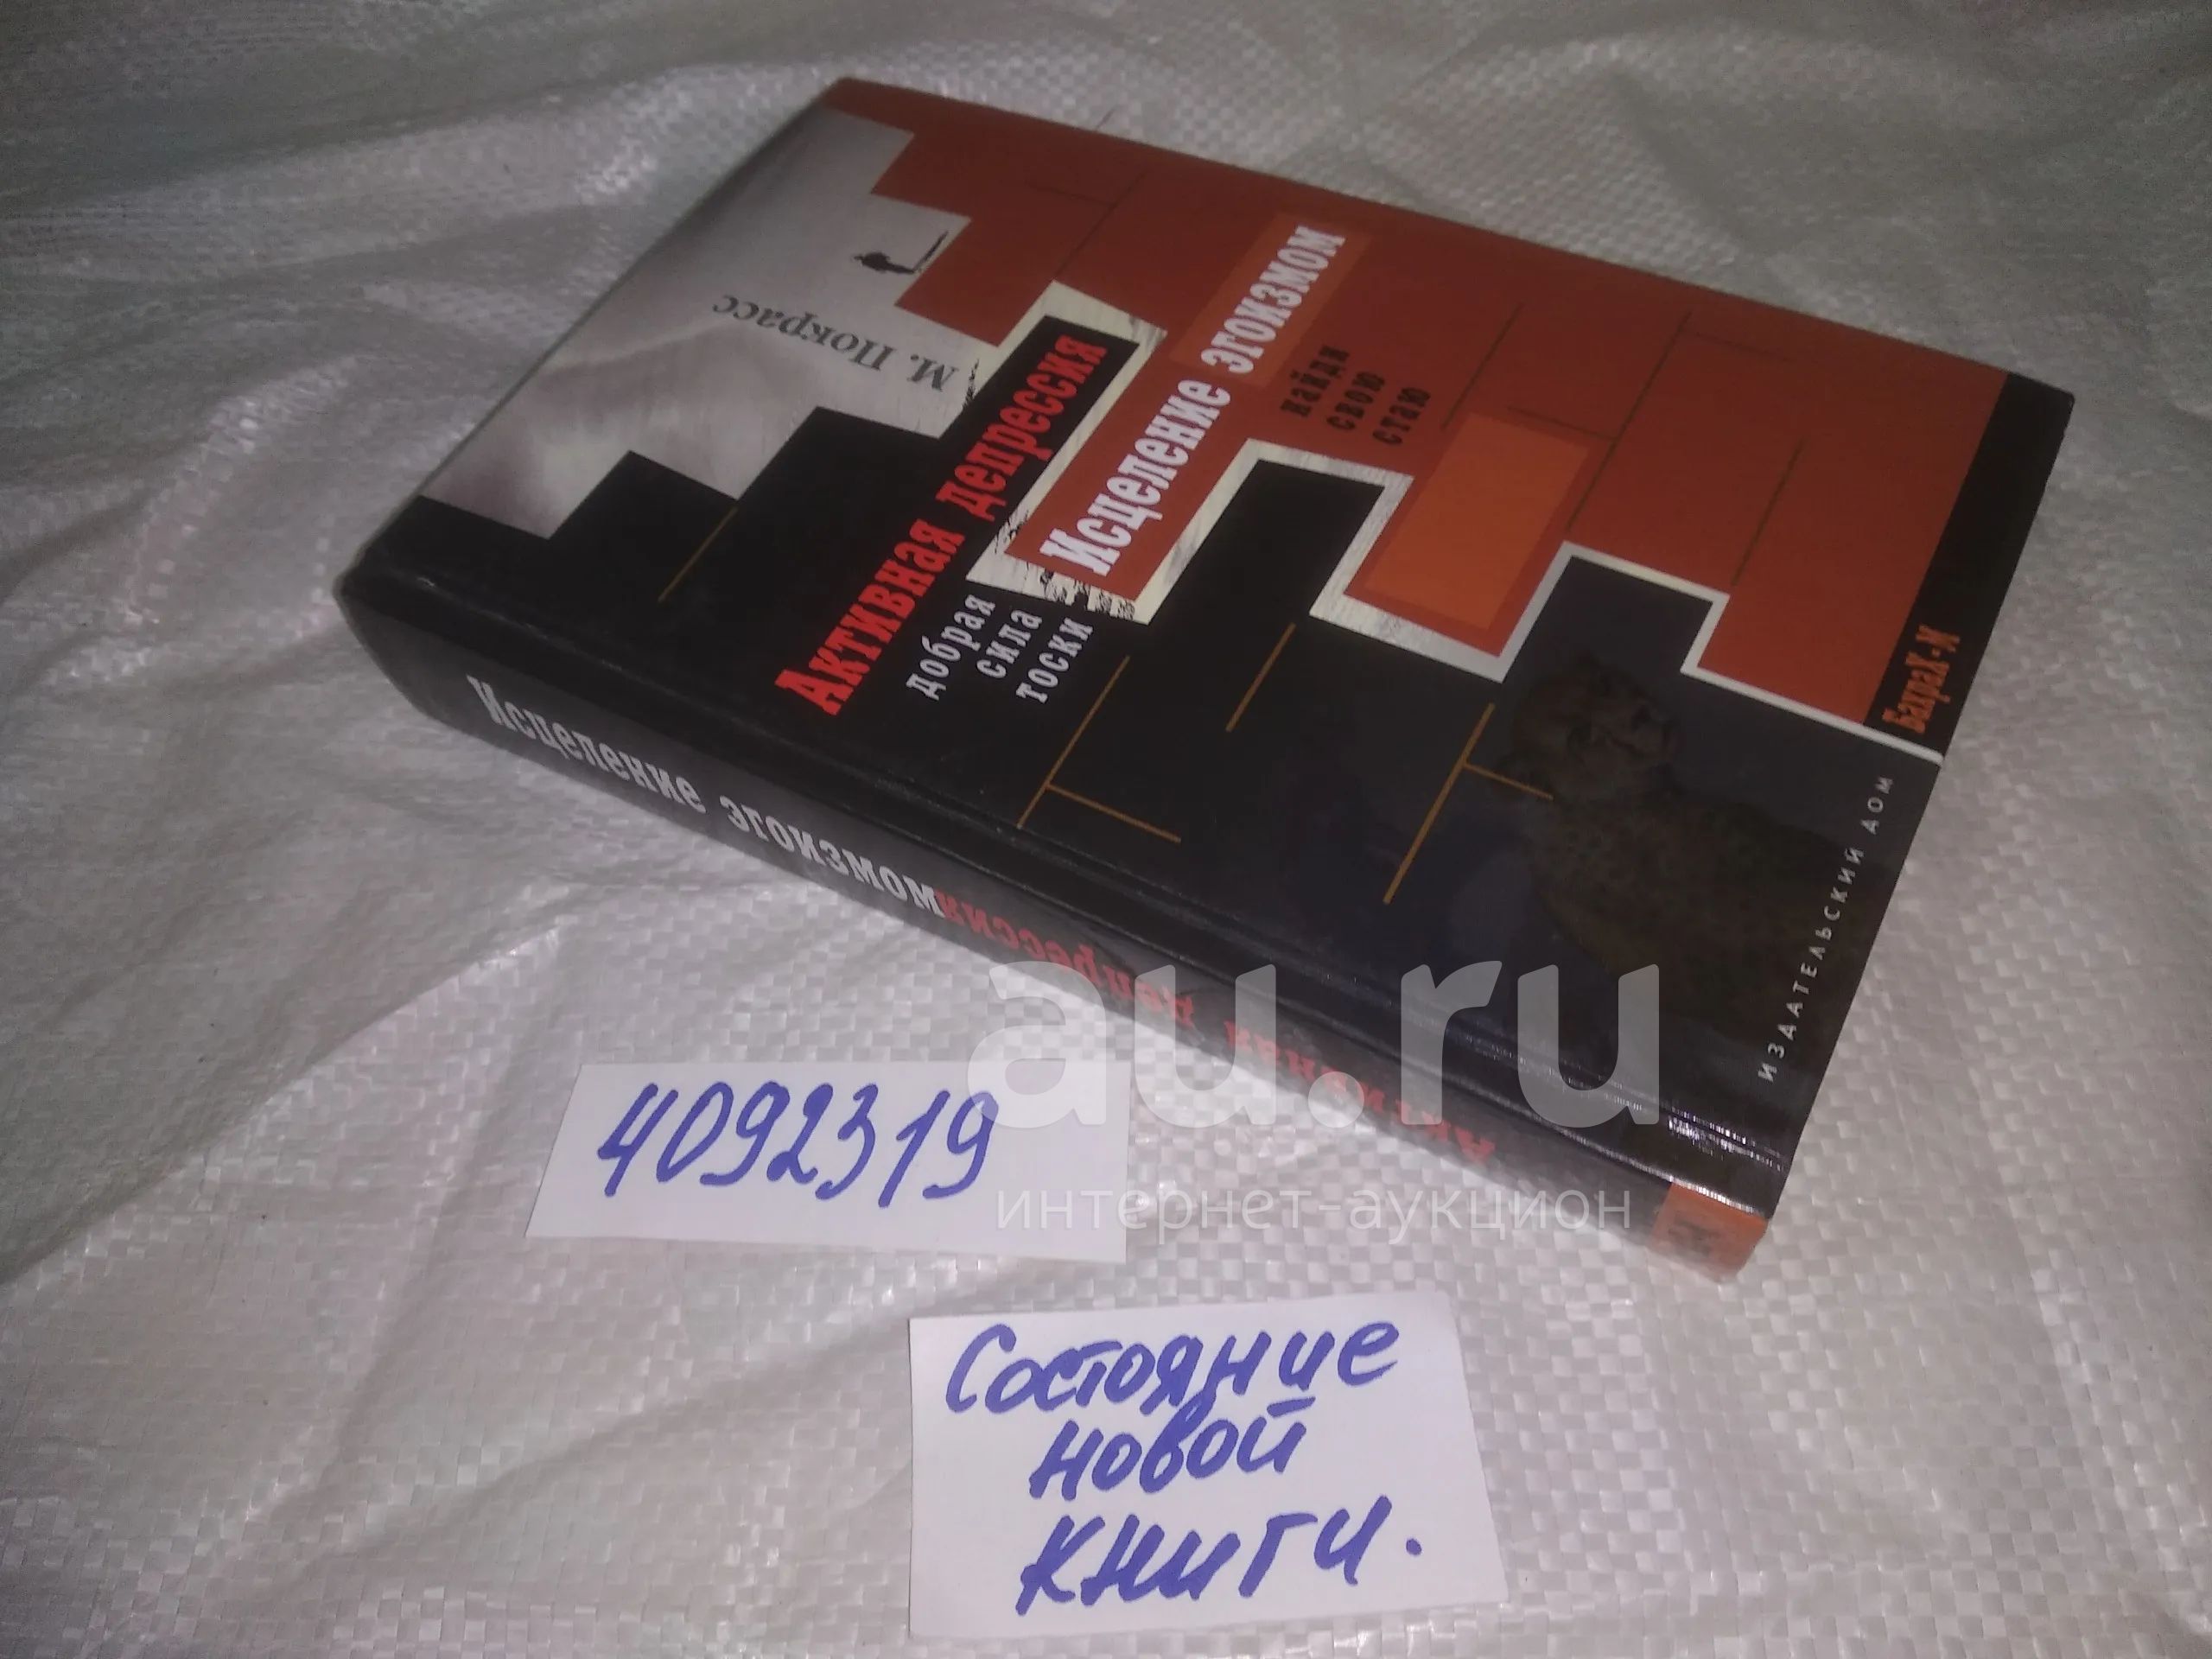 М. Покрасс
Активная депрессия
добрая
сила
тоски
Исцеление эгоизмом
найди
свою
стаю
БахраХ-М
ИЗДАТЕЛЬСКИЙ ДОМ
Исцеление эгоизмом
Активная депрессия
au.ru
интернет-аукцион
4092319
Состояние
новой
книги.